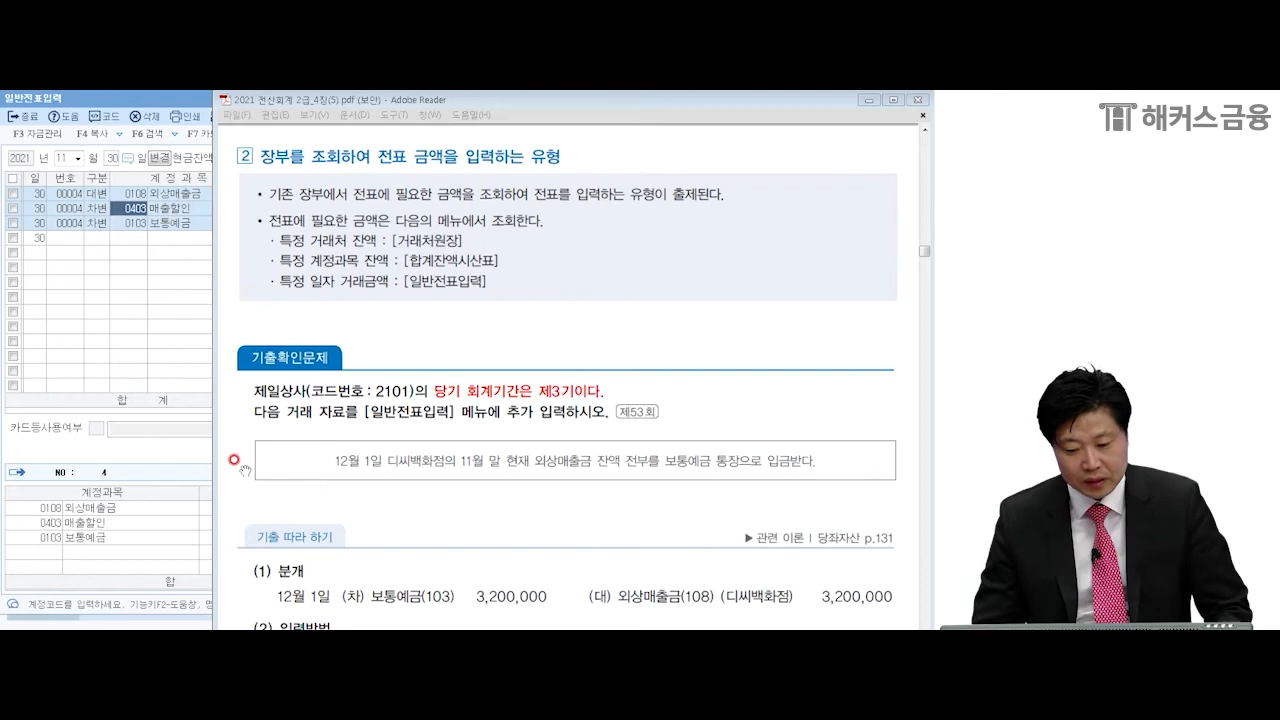 해커스금융
일반전표입력
종료 도움 코드 삭제 인쇄
F3 자금관리 F4 복사 F6 검색 F7 카
2021 년 11 월 30 일 변경 현금잔액
일 번호 구분 계 정 과 목
30 00004 대변 0108 외상매출금
30 00004 차변 0403 매출할인
30 00004 차변 0103 보통예금
30
합 계
카드등사용여부
NO : 4
계정과목
0108 외상매출금
0403 매출할인
0103 보통예금
합
계정코드를 입력하세요. 기능키F2-도움창, 명
2021 전산회계 2급_4장(5).pdf (보안) - Adobe Reader
파일(F) 편집(E) 보기(V) 문서(D) 도구(T) 창(W) 도움말(H)
2 장부를 조회하여 전표 금액을 입력하는 유형
• 기존 장부에서 전표에 필요한 금액을 조회하여 전표를 입력하는 유형이 출제된다.
• 전표에 필요한 금액은 다음의 메뉴에서 조회한다.
· 특정 거래처 잔액 : [거래처원장]
· 특정 계정과목 잔액 : [합계잔액시산표]
· 특정 일자 거래금액 : [일반전표입력]
기출확인문제
제일상사(코드번호 : 2101)의 당기 회계기간은 제3기이다.
다음 거래 자료를 [일반전표입력] 메뉴에 추가 입력하시오. 제53회
12월 1일 디씨백화점의 11월 말 현재 외상매출금 잔액 전부를 보통예금 통장으로 입금받다.
기출 따라 하기
▶ 관련 이론 | 당좌자산 p.131
(1) 분개
12월 1일 (차) 보통예금(103) 3,200,000 (대) 외상매출금(108) (디씨백화점) 3,200,000
(2) 입력방법